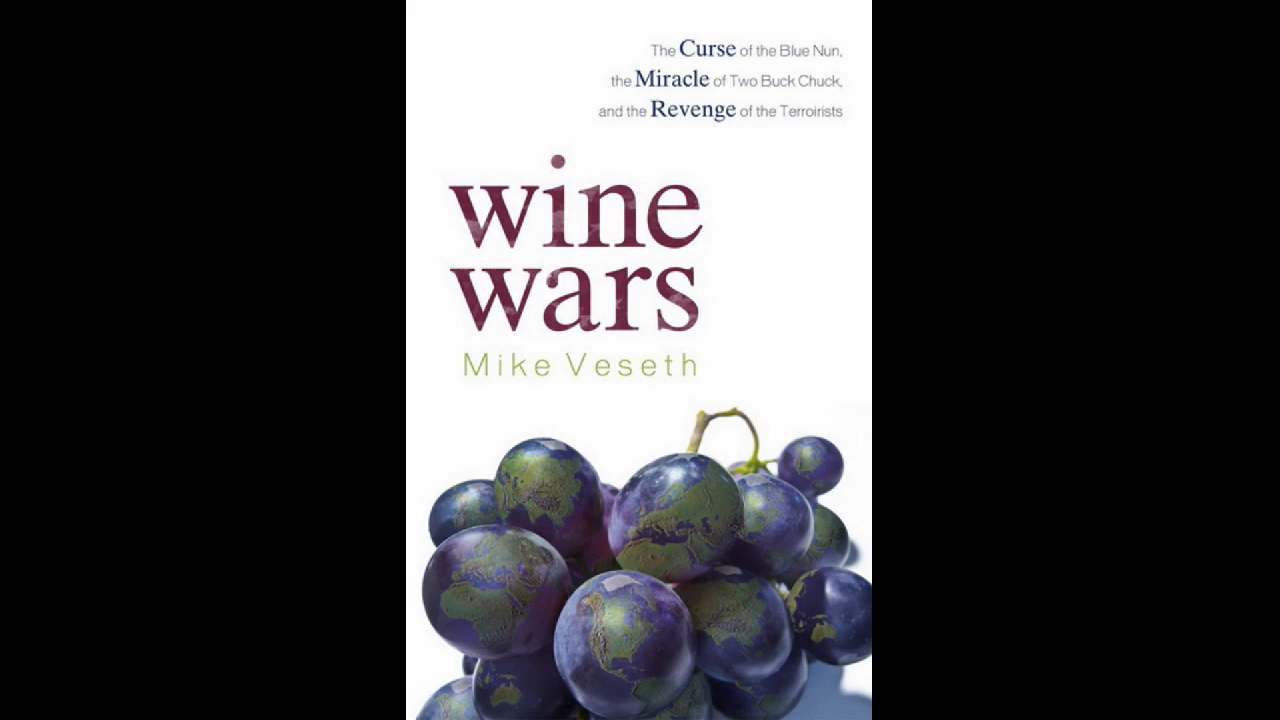 The Curse of the Blue Nun,
the Miracle of Two Buck Chuck,
and the Revenge of the Terroirists
wine
wars
Mike Veseth